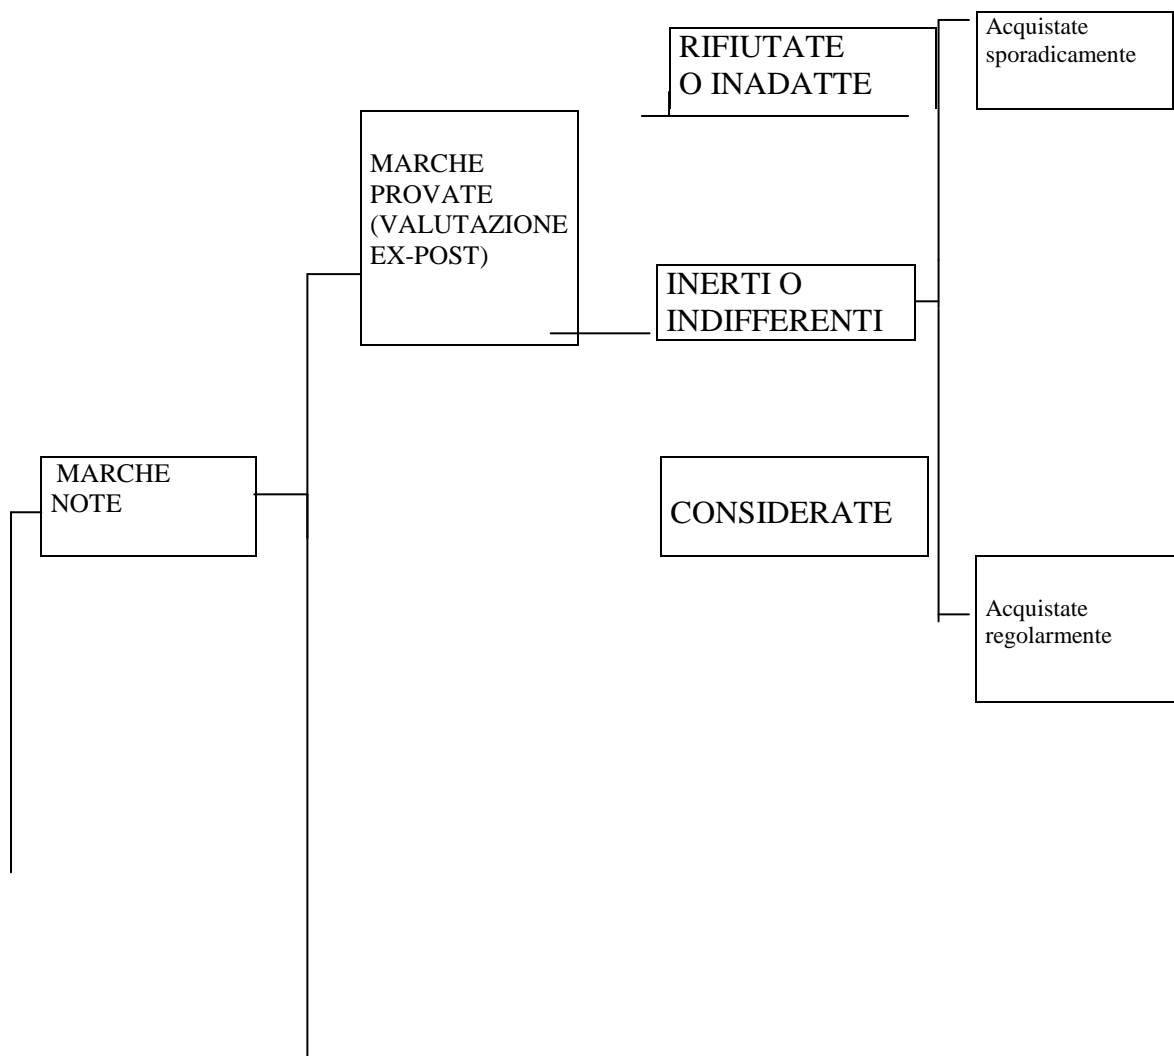 RIFIUTATE
O INADATTE
Acquistate
sporadicamente
MARCHE
PROVATE
(VALUTAZIONE
EX-POST)
INERTI O
INDIFFERENTI
MARCHE
NOTE
CONSIDERATE
Acquistate
regolarmente